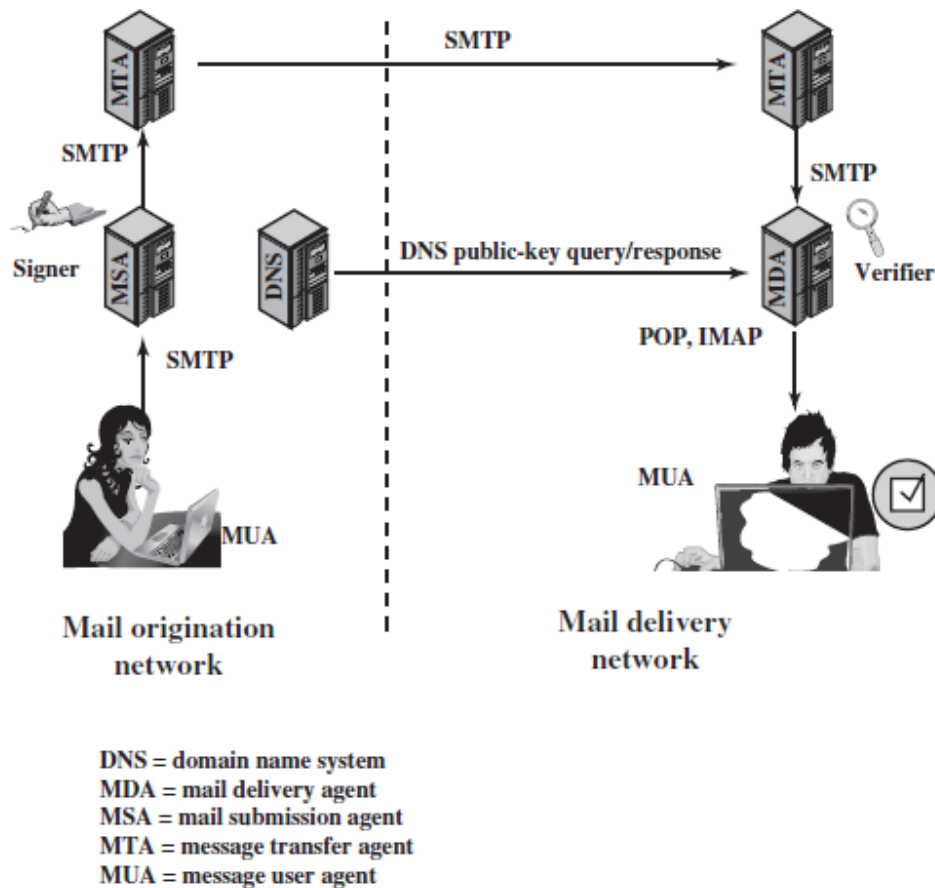 SMTP
MTA
MTA
SMTP
SMTP
Signer
MSA
DNS
DNS public-key query/response
MDA
Verifier
POP, IMAP
SMTP
MUA
MUA
Mail origination
network
Mail delivery
network
DNS = domain name system
MDA = mail delivery agent
MSA = mail submission agent
MTA = message transfer agent
MUA = message user agent